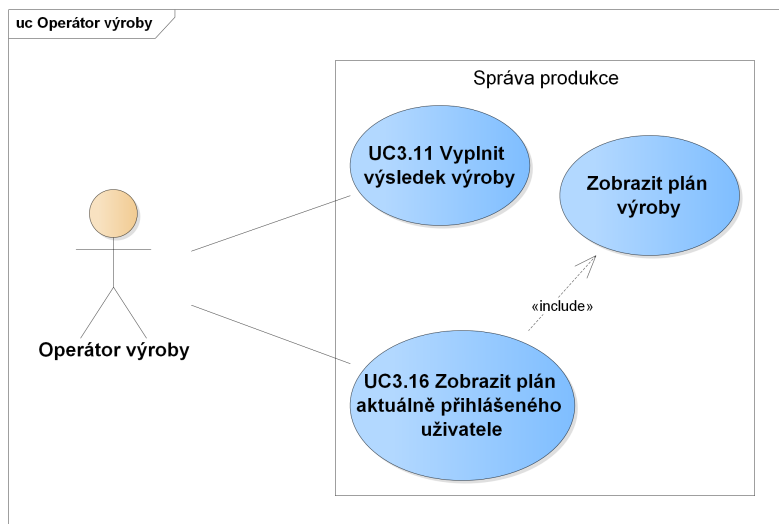 uc Operátor výroby
Správa produkce
UC3.11 Vyplnit
výsledek výroby
Zobrazit plán
výroby
«include»
Operátor výroby
UC3.16 Zobrazit plán
aktuálně přihlášeného
uživatele